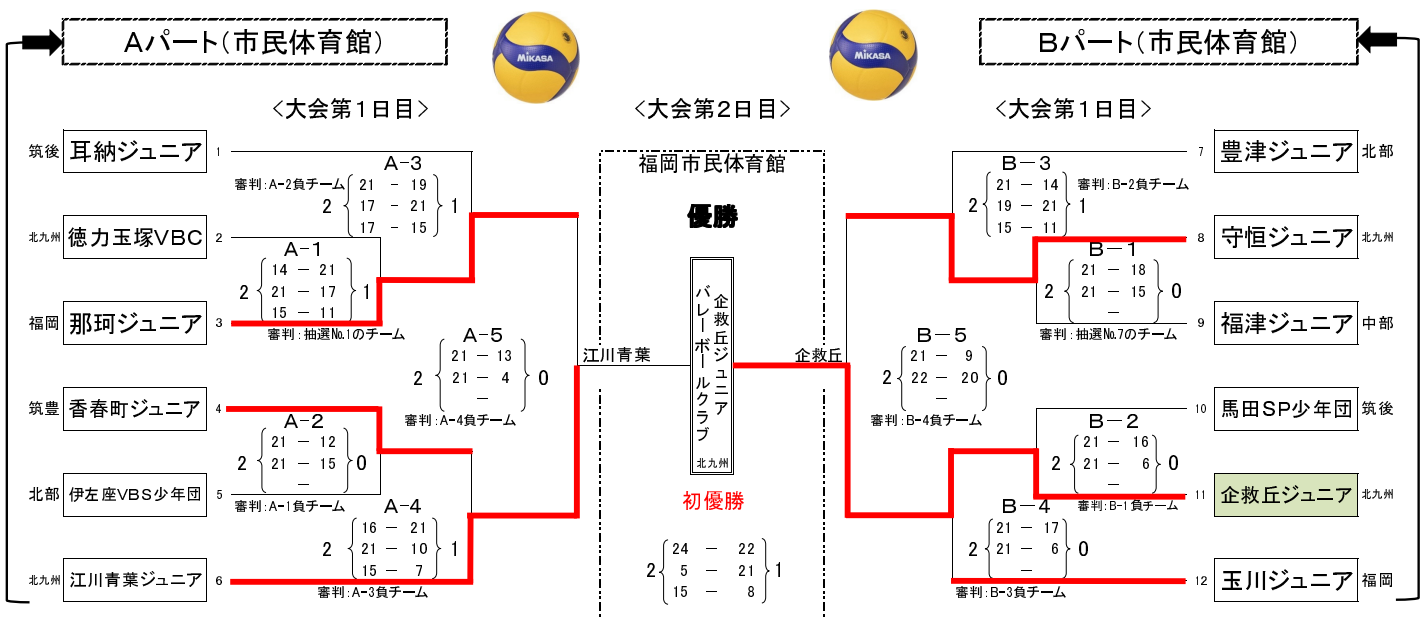 Aパート(市民体育館)
MIKASA
MIKASA
Bパート(市民体育館)
<大会第1日目>
<大会第2日目>
<大会第1日目>
筑後 耳納ジュニア 1
北九州 徳力玉塚VBC 2
福岡 那珂ジュニア 3
筑豊 香春町ジュニア 4
北部 伊左座VBS少年団 5
北九州 江川青葉ジュニア 6
A-3
審判:A-2負チーム
2 21 - 19 1
17 - 21
17 - 15
A-1
2 14 - 21 1
21 - 17
15 - 11
審判:抽選No.1のチーム
A-5
2 21 - 13 0
21 - 4
-
審判:A-4負チーム
A-2
2 21 - 12 0
21 - 15
-
審判:A-1負チーム
A-4
2 16 - 21 1
21 - 10
15 - 7
審判:A-3負チーム
福岡市民体育館
優勝
江川青葉
企救丘ジュニア
バレーボールクラブ
北九州
企救丘
初優勝
2 24 - 22 1
5 - 21
15 - 8
B-3
2 21 - 14 1
19 - 21
15 - 11
審判:B-2負チーム
B-1
2 21 - 18 0
21 - 15
-
審判:抽選No.7のチーム
B-5
2 21 - 9 0
22 - 20
-
審判:B-4負チーム
B-2
2 21 - 16 0
21 - 6
-
審判:B-1負チーム
B-4
2 21 - 17 0
21 - 6
-
審判:B-3負チーム
7 豊津ジュニア 北部
8 守恒ジュニア 北九州
9 福津ジュニア 中部
10 馬田SP少年団 筑後
11 企救丘ジュニア 北九州
12 玉川ジュニア 福岡